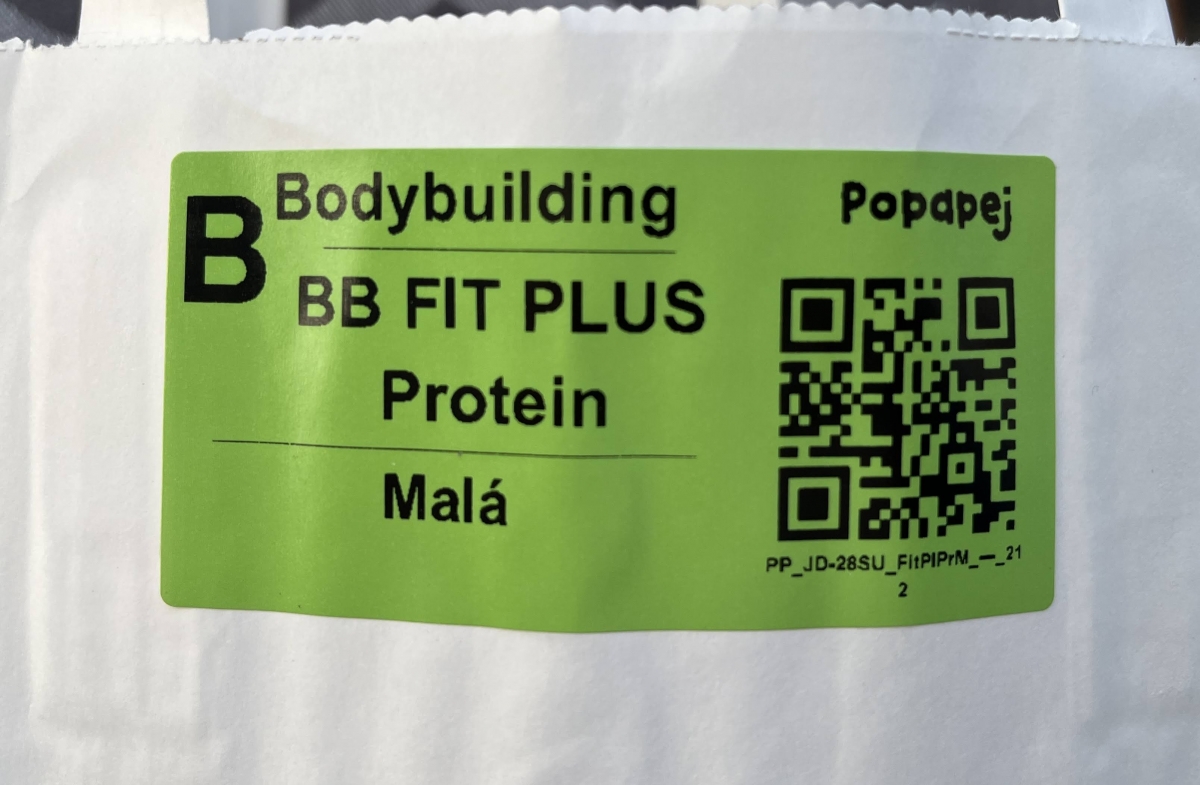 B
Bodybuilding
BB FIT PLUS
Protein
Malá
Popapej
PP_JD-28SU_FitPlPrM_—_21
2